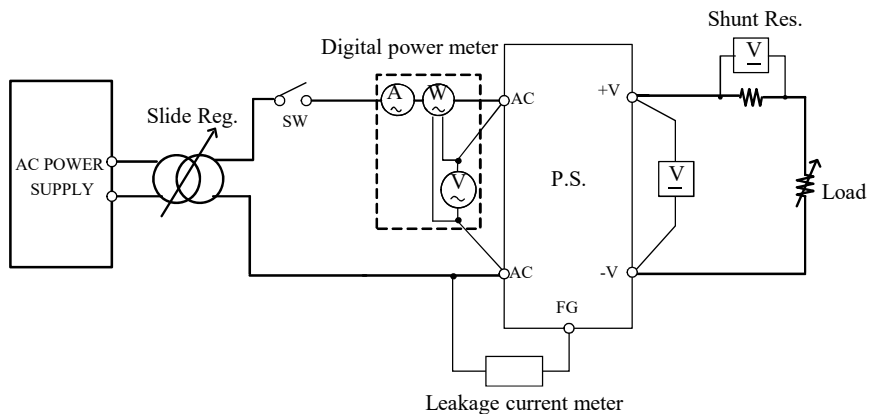 Shunt Res.
V
Digital power meter
A
W
AC
+V
Slide Reg.
SW
AC POWER
SUPPLY
V
P.S.
V
Load
AC
-V
FG
Leakage current meter